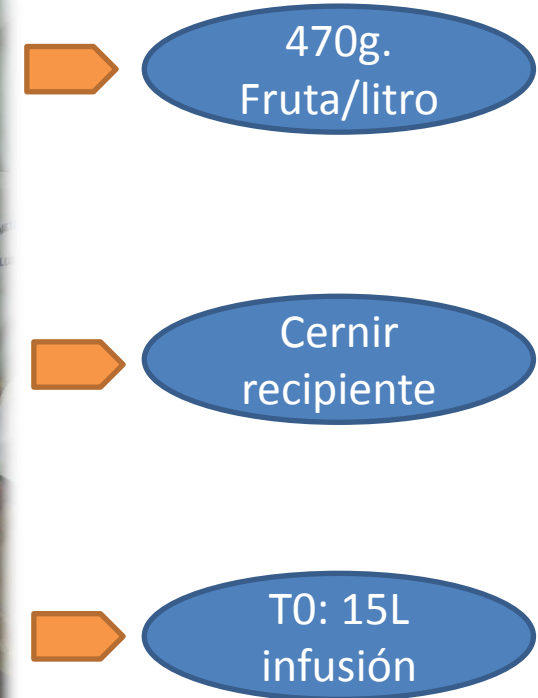 470g.
Fruta/litro
Cernir
recipiente
T0: 15L
infusión